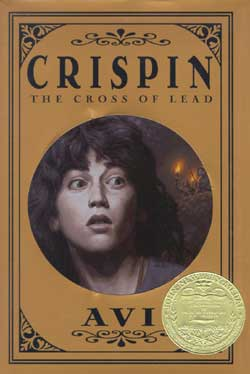 CRISPIN
THE CROSS OF LEAD
AVI